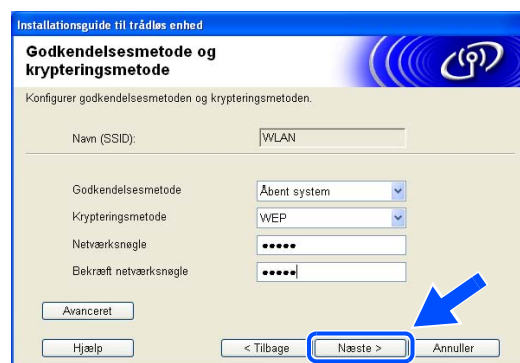 Installationsguide til trådløs enhed
Godkendelsesmetode og
krypteringsmetode
Konfigurer godkendelsesmetoden og krypteringsmetoden.
Navn (SSID): WLAN
Godkendelsesmetode Åbent system
Krypteringsmetode WEP
Netværksnøgle •••••
Bekræft netværksnøgle •••••
Avanceret
Hjælp < Tilbage Næste > Annuller